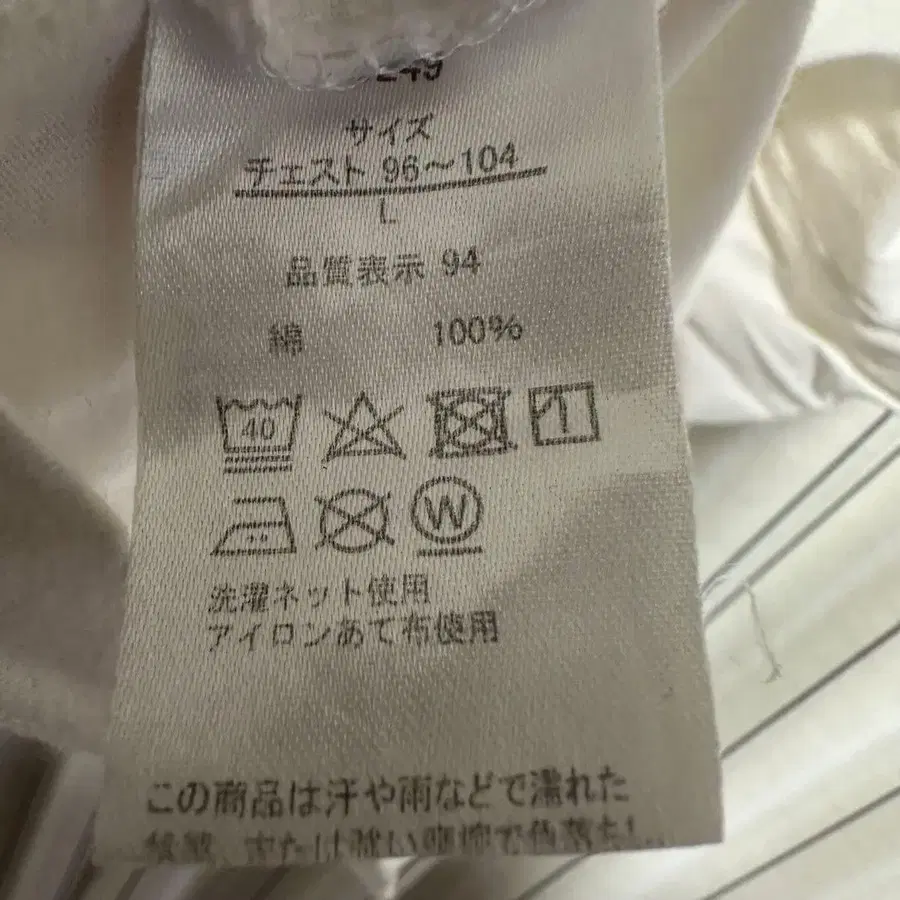 249
サイズ
チェスト 96～104
L
品質表示 94
綿 100%
40
W
洗濯ネット使用
アイロンあて布使用
この商品は汗や雨などで濡れた